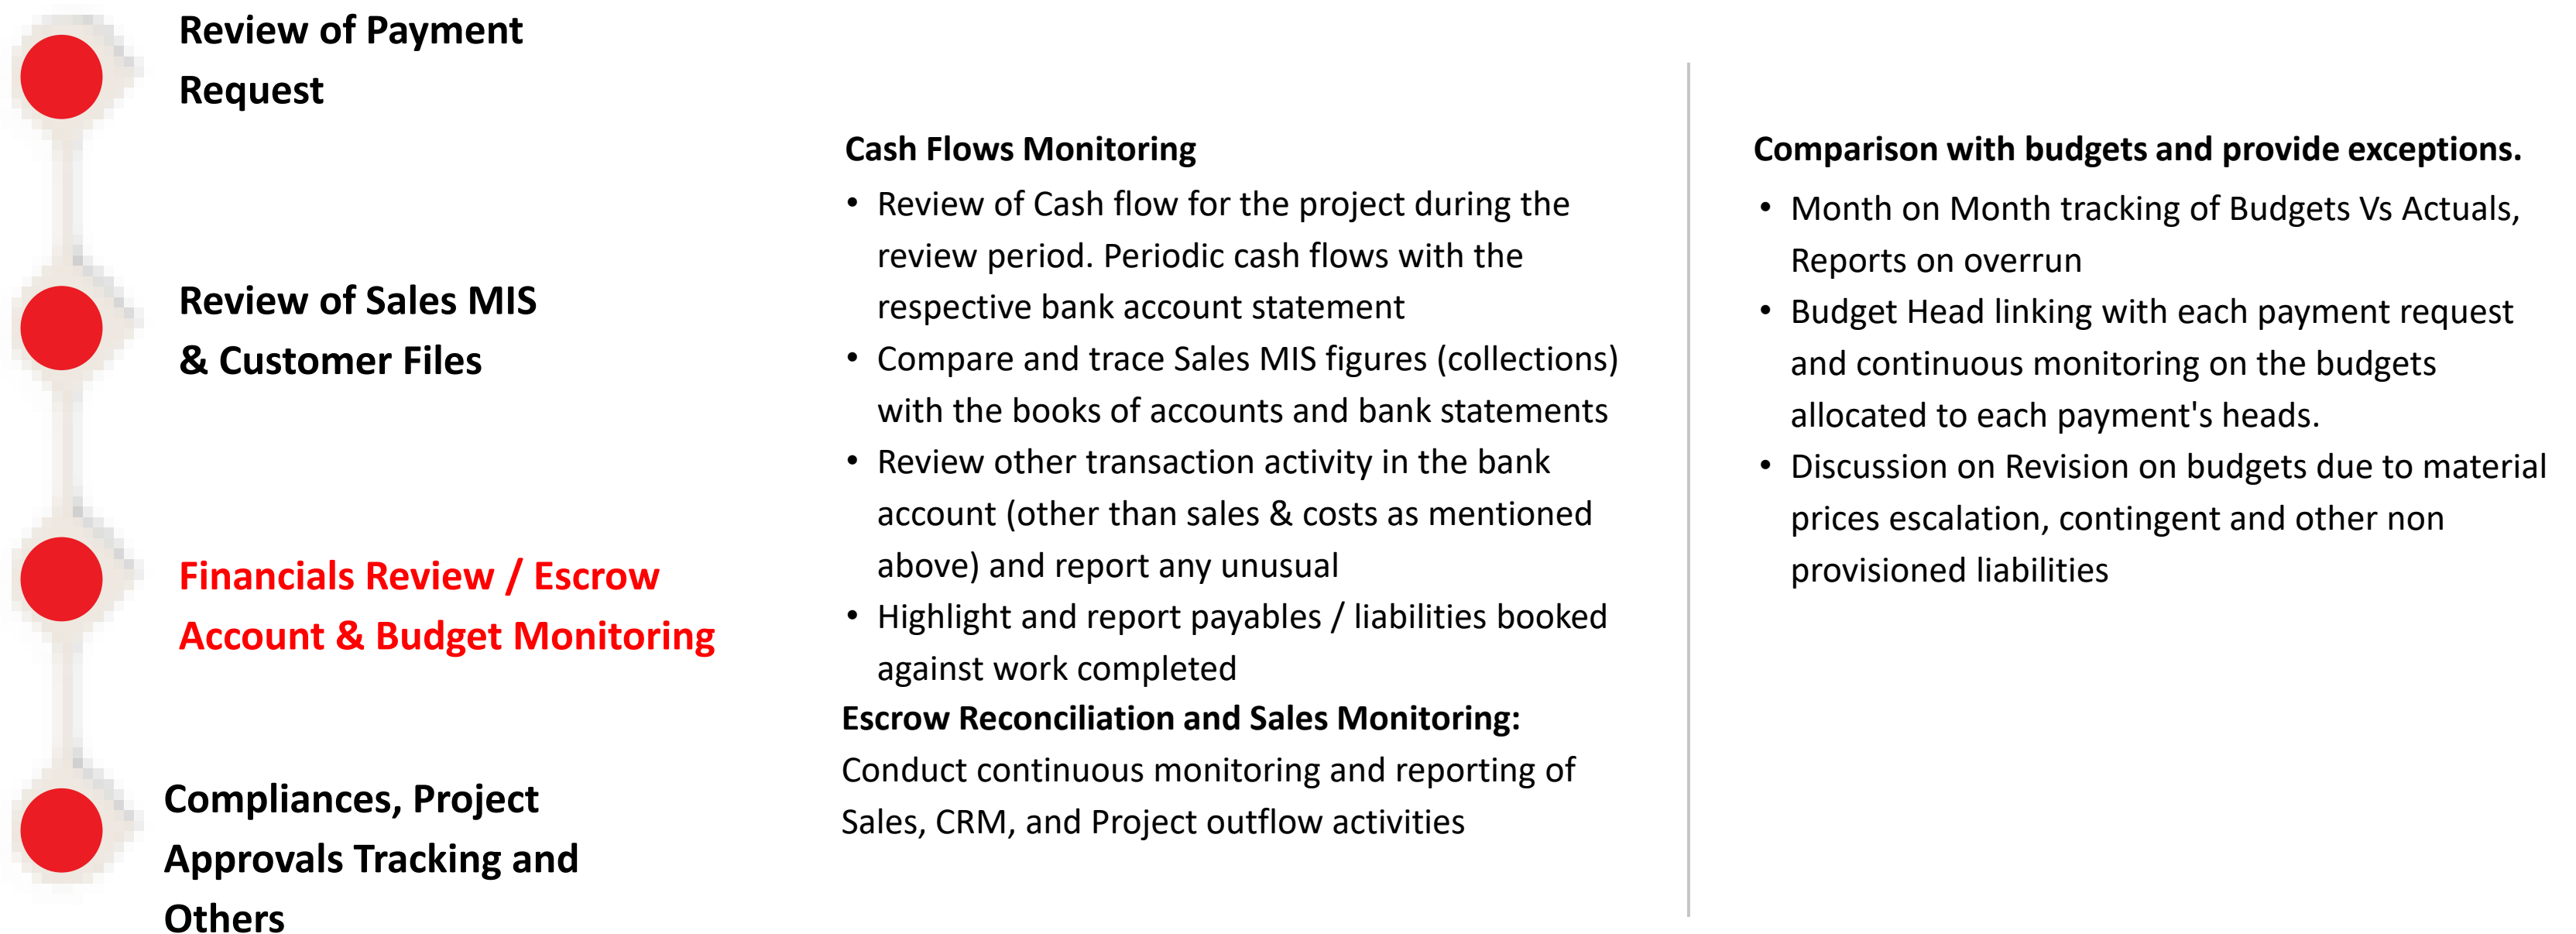 Review of Payment
Request
Review of Sales MIS
& Customer Files
Financials Review / Escrow
Account & Budget Monitoring
Compliances, Project
Approvals Tracking and
Others
Cash Flows Monitoring
• Review of Cash flow for the project during the
review period. Periodic cash flows with the
respective bank account statement
• Compare and trace Sales MIS figures (collections)
with the books of accounts and bank statements
• Review other transaction activity in the bank
account (other than sales & costs as mentioned
above) and report any unusual
• Highlight and report payables / liabilities booked
against work completed
Escrow Reconciliation and Sales Monitoring:
Conduct continuous monitoring and reporting of
Sales, CRM, and Project outflow activities
Comparison with budgets and provide exceptions.
• Month on Month tracking of Budgets Vs Actuals,
Reports on overrun
• Budget Head linking with each payment request
and continuous monitoring on the budgets
allocated to each payment's heads.
• Discussion on Revision on budgets due to material
prices escalation, contingent and other non
provisioned liabilities